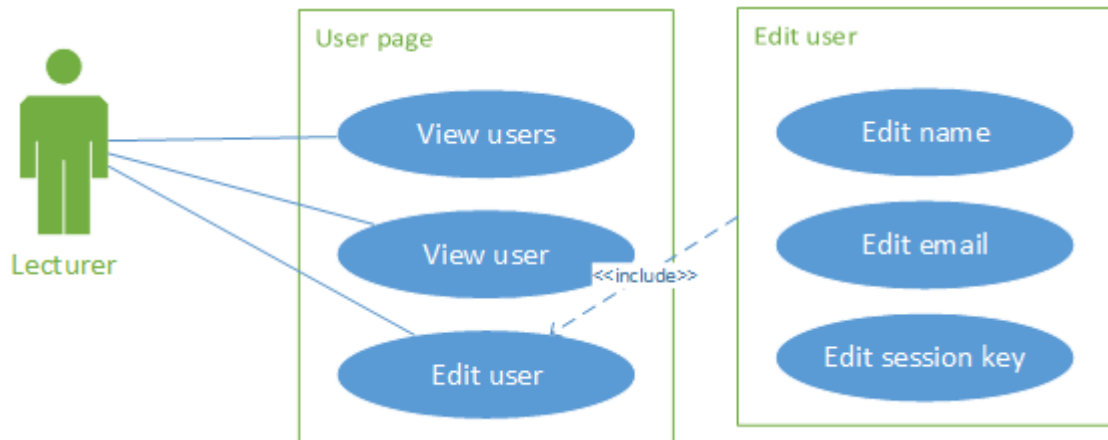 User page
Edit user
View users
Edit name
View user
Edit email
<<include>>
Lecturer
Edit user
Edit session key